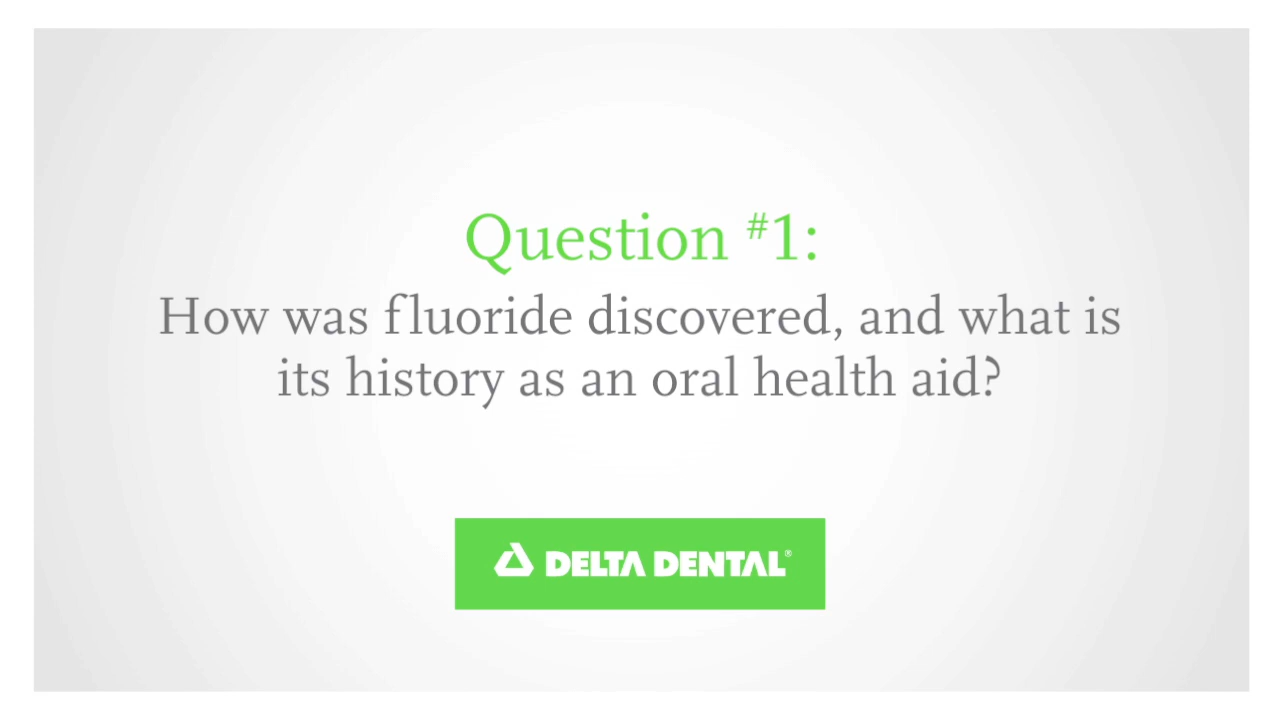 Question #1:
How was fluoride discovered, and what is
its history as an oral health aid?
DELTA DENTAL®